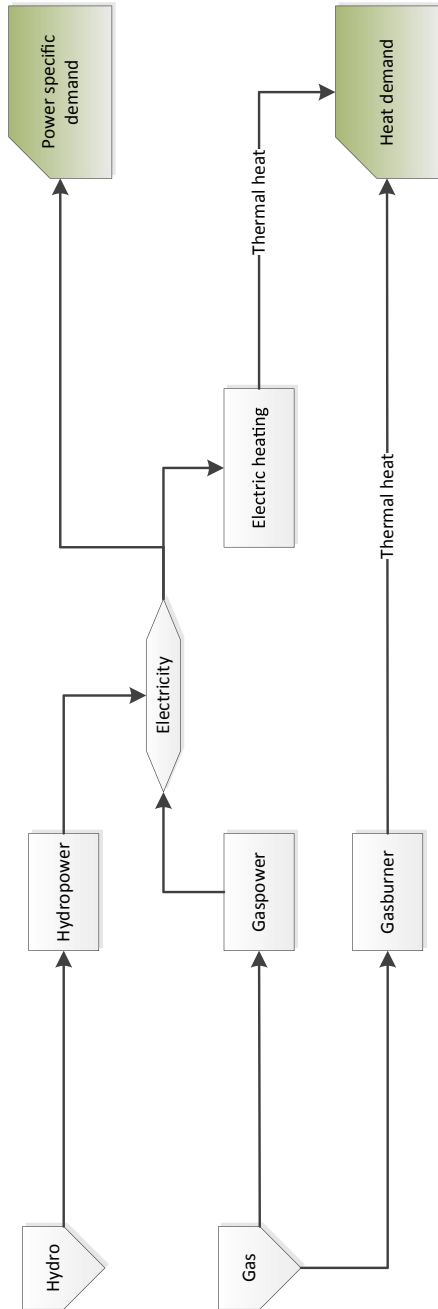 Hydro
Hydropower
Power specific
demand
Electricity
Gas
Gaspower
Electric heating
Thermal heat
Gasburner
Thermal heat
Heat demand